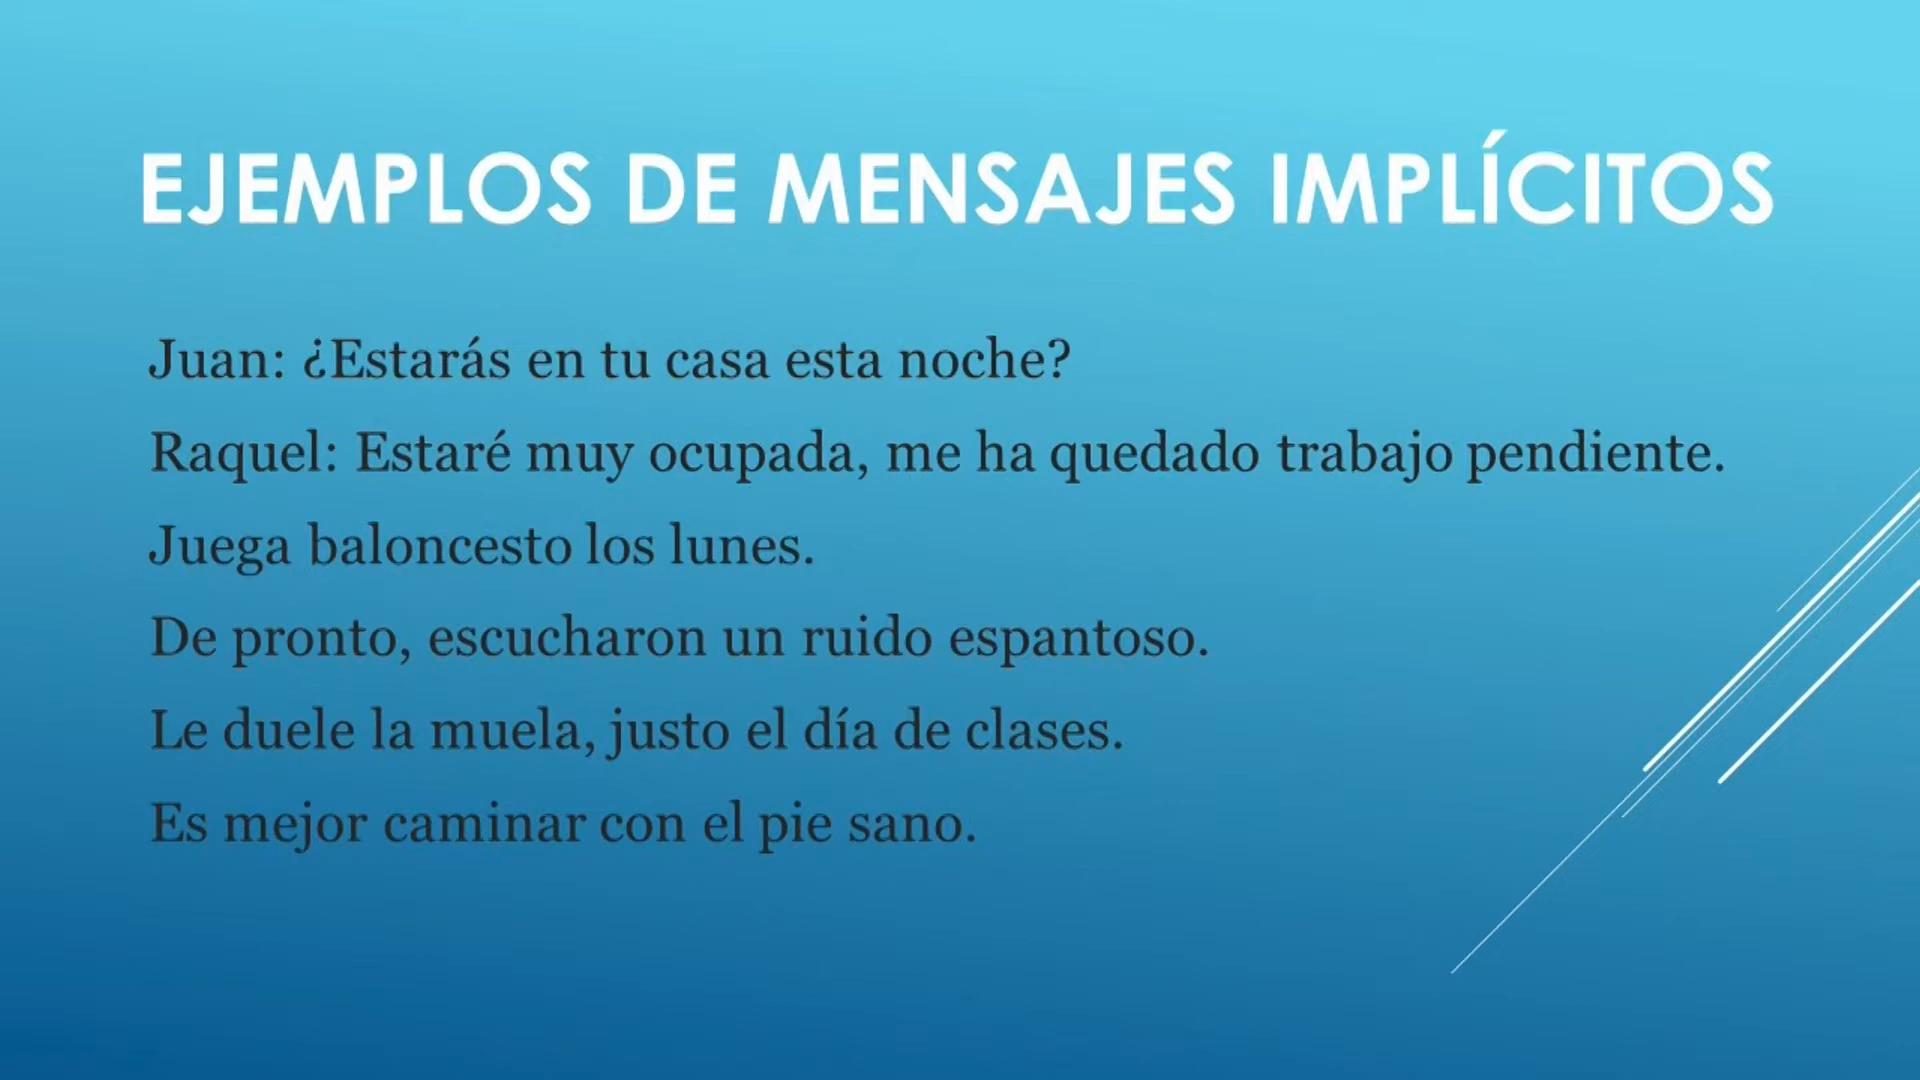 EJEMPLOS DE MENSAJES IMPLÍCITOS
Juan: ¿Estarás en tu casa esta noche?
Raquel: Estaré muy ocupada, me ha quedado trabajo pendiente.
Juega baloncesto los lunes.
De pronto, escucharon un ruido espantoso.
Le duele la muela, justo el día de clases.
Es mejor caminar con el pie sano.